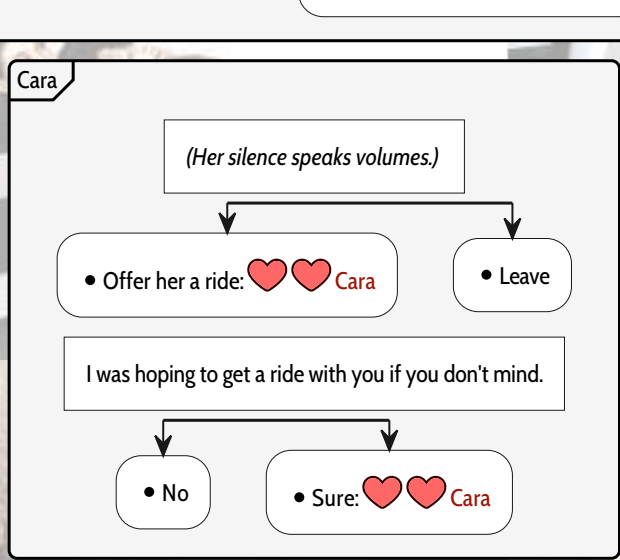 Cara
(Her silence speaks volumes.)
• Offer her a ride: Cara
• Leave
I was hoping to get a ride with you if you don't mind.
• No
• Sure: Cara